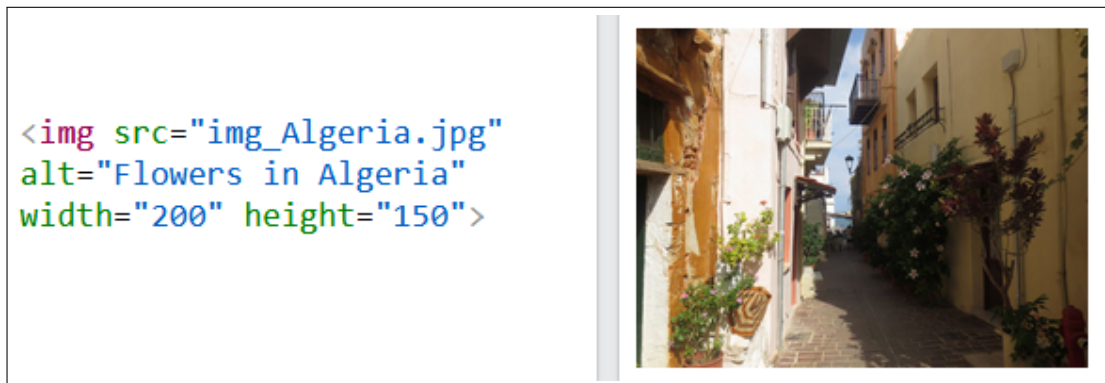 <img src="img_Algeria.jpg"
alt="Flowers in Algeria"
width="200" height="150">